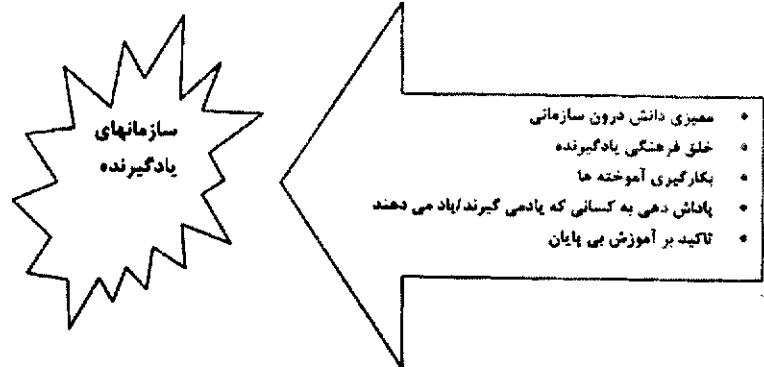 سازمانهای
یادگیرنده
• ممیزی دانش درون سازمانی
• خلق فرهنگی یادگیرنده
• بکارگیری آموخته ها
• پاداش دهی به کسانی که یادمی گیرند/یاد می دهند
• تاکید بر آموزش بی پایان